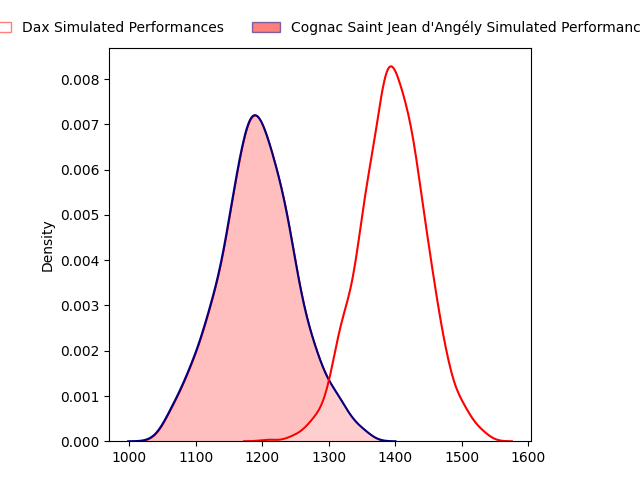 Dax Simulated Performances
Cognac Saint Jean d'Angély Simulated Performanc
0.008
0.007
0.006
0.005
0.004
0.003
0.002
0.001
0.000
Density
1000 1100 1200 1300 1400 1500 1600